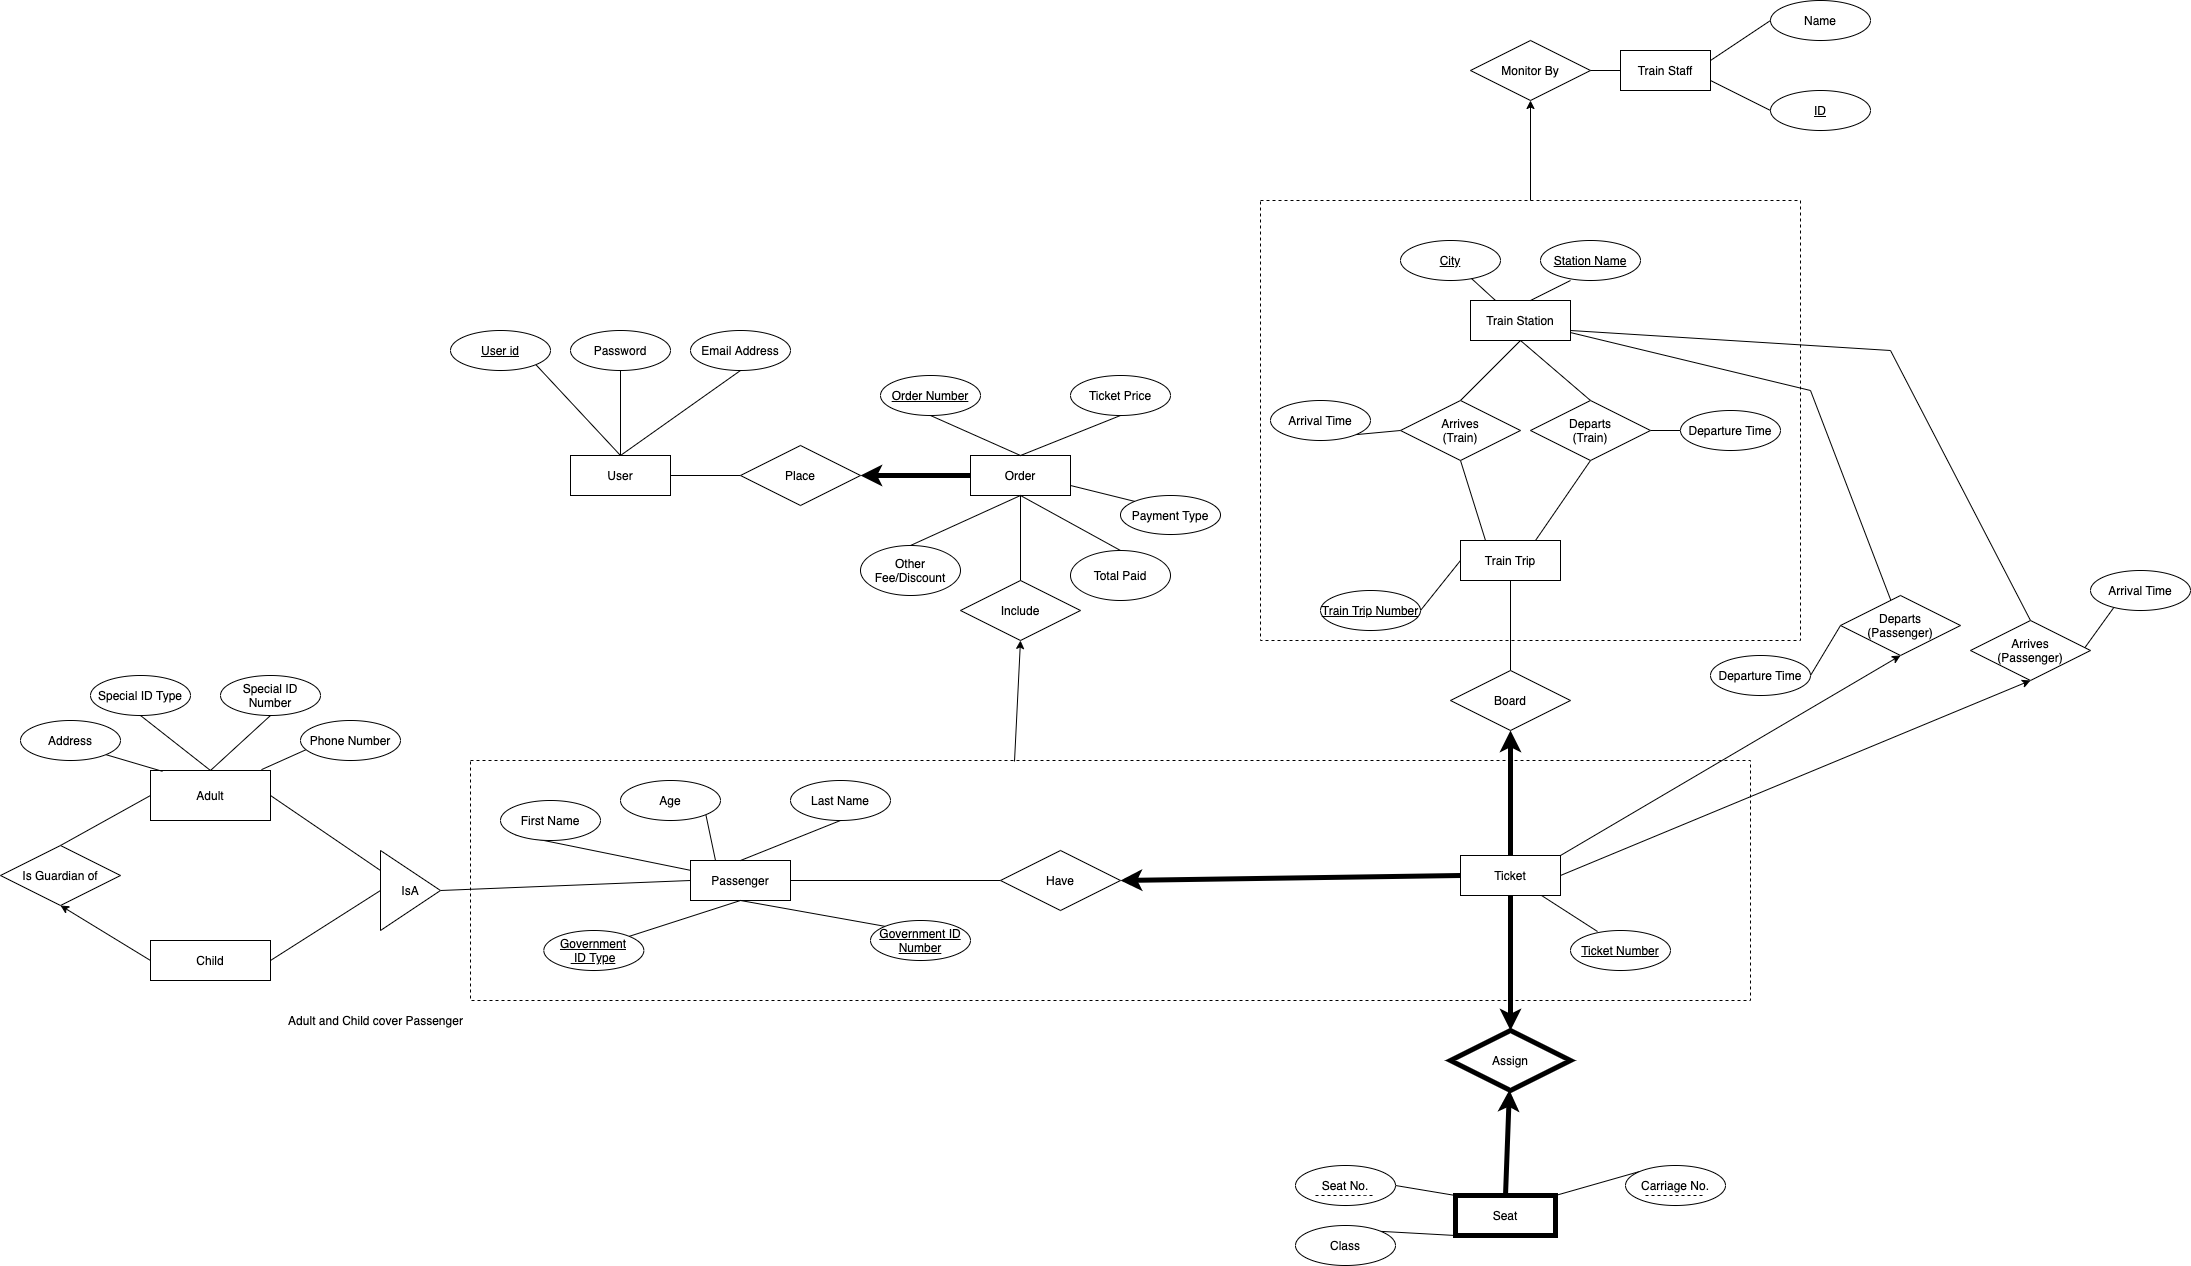 Name
Monitor By
Train Staff
ID
City
Station Name
Train Station
User id
Password
Email Address
Order Number
Ticket Price
Arrival Time
Arrives
(Train)
Departs
(Train)
Departure Time
User
Place
Order
Payment Type
Other
Fee/Discount
Total Paid
Train Trip
Include
Train Trip Number
Arrival Time
Departs
(Passenger)
Arrives
(Passenger)
Departure Time
Special ID Type
Special ID
Number
Board
Address
Phone Number
Adult
First Name
Age
Last Name
Is Guardian of
IsA
Passenger
Have
Ticket
Government
ID Type
Government ID
Number
Ticket Number
Child
Adult and Child cover Passenger
Assign
Seat No.
Carriage No.
Seat
Class